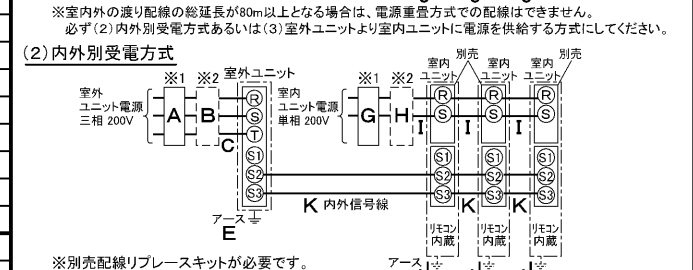 ※室内外の渡り配線の総延長が80m以上となる場合は、電源重畳方式での配線はできません。
必ず(2)内外別受電方式あるいは(3)室外ユニットより室内ユニットに電源を供給する方式にしてください。
(2)内外別受電方式
※1 ※2 室外ユニット
室外
ユニット電源
三相 200V
A B C
R
S
T
S1
S2
S3
アース
E
K 内外信号線
※1 ※2
室内
ユニット電源
単相 200V
G H
室内
ユニット
別売
室内
ユニット
室内
ユニット
別売
R R R
S S S
I I I
S1 S1 S1
S2 S2 S2
S3 S3 S3
K K
リモコン
内蔵
リモコン
内蔵
リモコン
内蔵
アース
※別売配線リプレースキットが必要です。